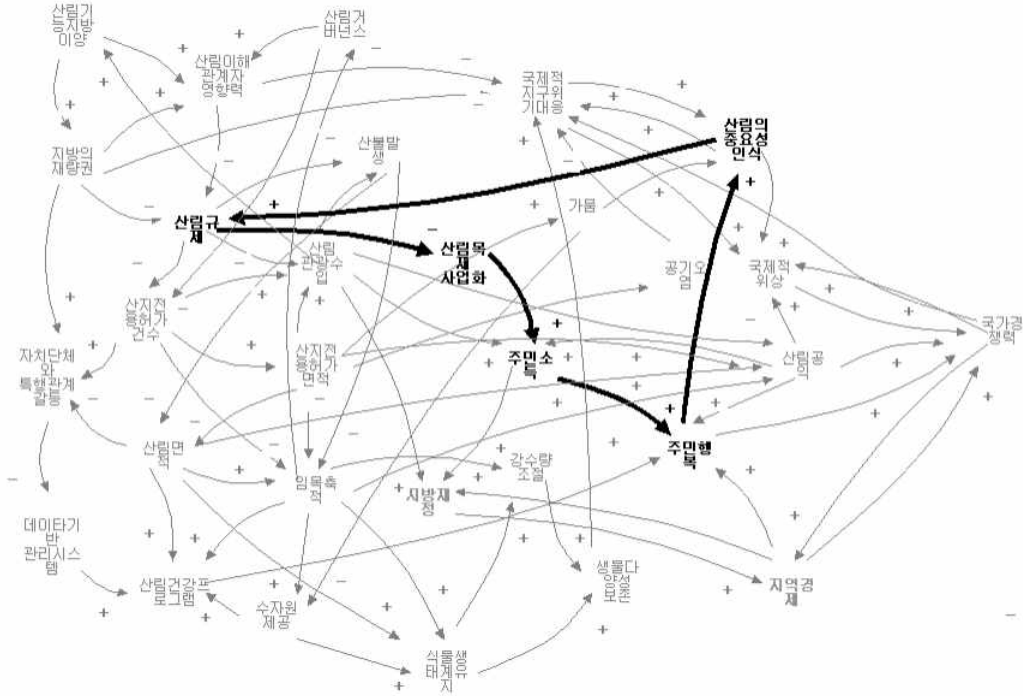 산림기
능지방
이양
산림거
버넌스
산림이해
관계자
영향력
국제적
지구위
기대응
산림의
중요성
인식
산불발
생
지방의
재량권
가뭄
산림규
제
산림
관광수
입
산림목
재
사업화
공기오
염
국제적
위상
산지전
용허가
건수
국가경
쟁력
자치단체
와
특행관계
갈등
산지전
용허가
면적
주민소
득
산림공
익
산림면
적
주민행
복
강수량
조절
임목축
적
지방재
정
데이타기
반
관리시스
템
생물다
양성
보존
산림건강프
로그램
지역경
제
수자원
제공
식물생
태계유
지